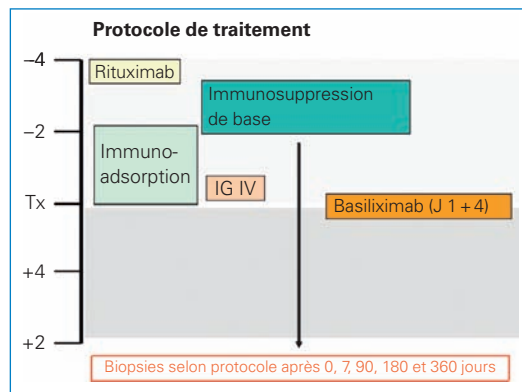 Protocole de traitement
–4
Rituximab
Immunosuppression
de base
–2
Immuno-
adsorption
IG IV
Tx
Basiliximab (J 1 + 4)
+4
+2
Biopsies selon protocole après 0, 7, 90, 180 et 360 jours